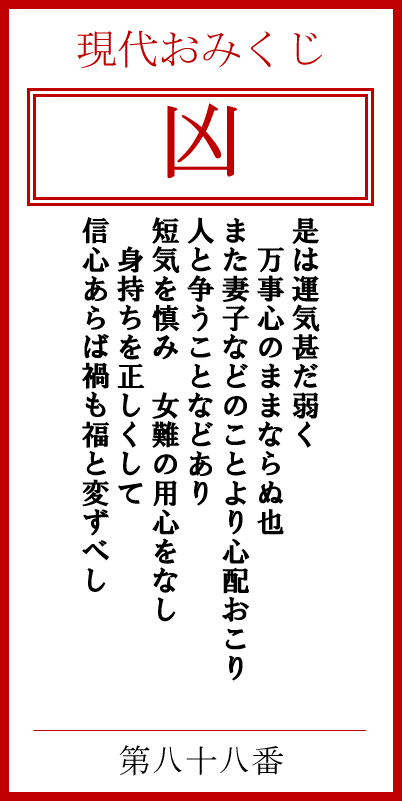 現代おみくじ
凶
是は運気甚だ弱く
万事心のままならぬ也
また妻子などのことより心配おこり
人と争うことなどあり
短気を慎み　女難の用心をなし
身持ちを正しくして
信心あらば禍も福と変ずべし
第八十八番